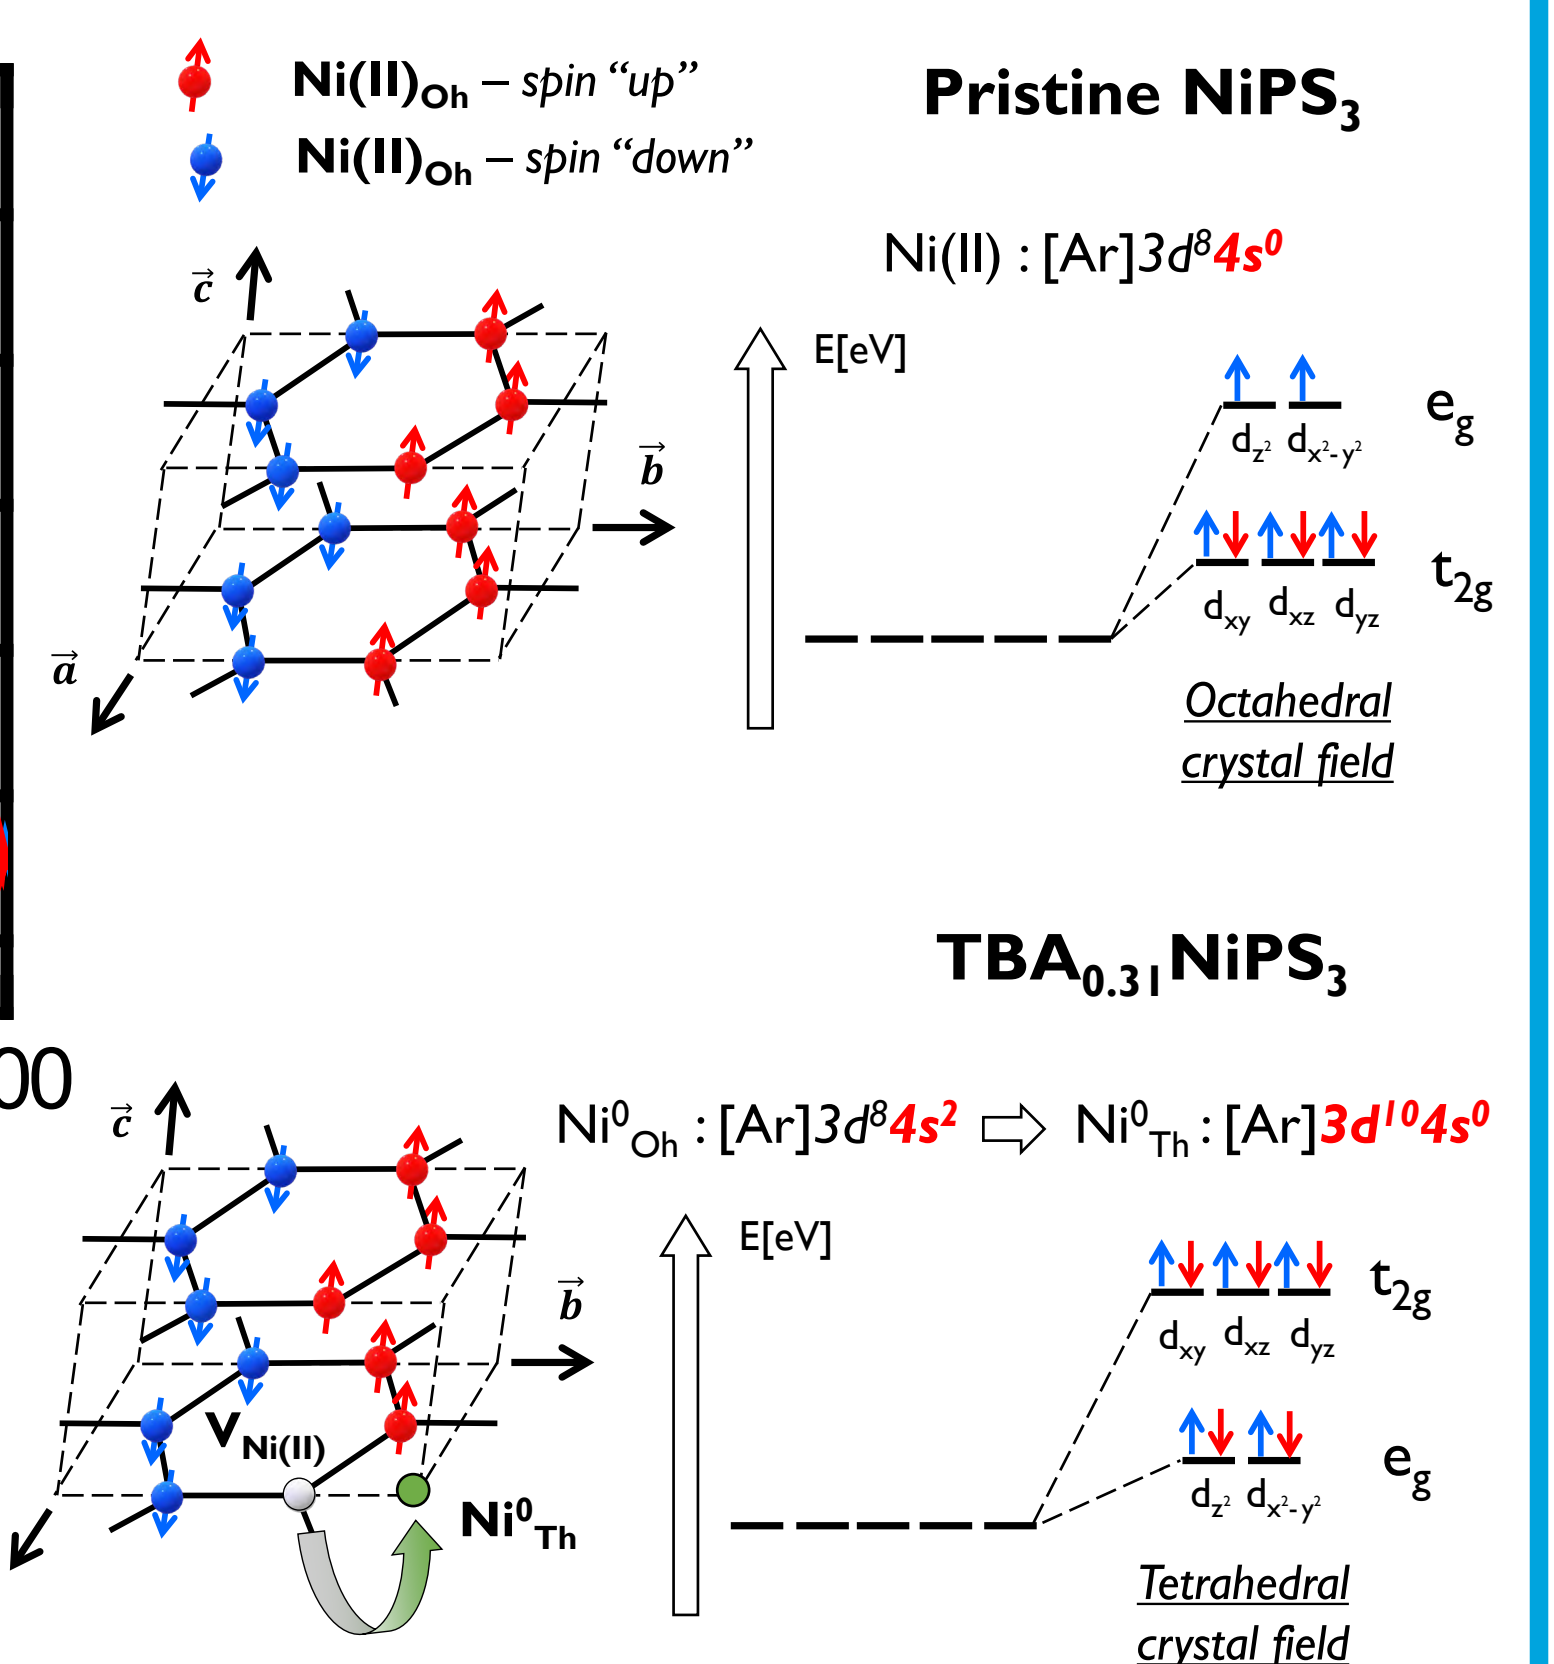 Ni(II)Oh – spin “up”
Ni(II)Oh – spin “down”
Pristine NiPS3
Ni(II) : [Ar]3d⁸4s⁰
c
b
a
E[eV]
eg
dz² dx²-y²
t2g
dxy dxz dyz
Octahedral
crystal field
TBA0.31NiPS3
00
Ni⁰Oh : [Ar]3d⁸4s² ⇨ Ni⁰Th : [Ar]3d¹⁰4s⁰
c
b
VNi(II)
Ni⁰Th
E[eV]
t2g
dxy dxz dyz
eg
dz² dx²-y²
Tetrahedral
crystal field